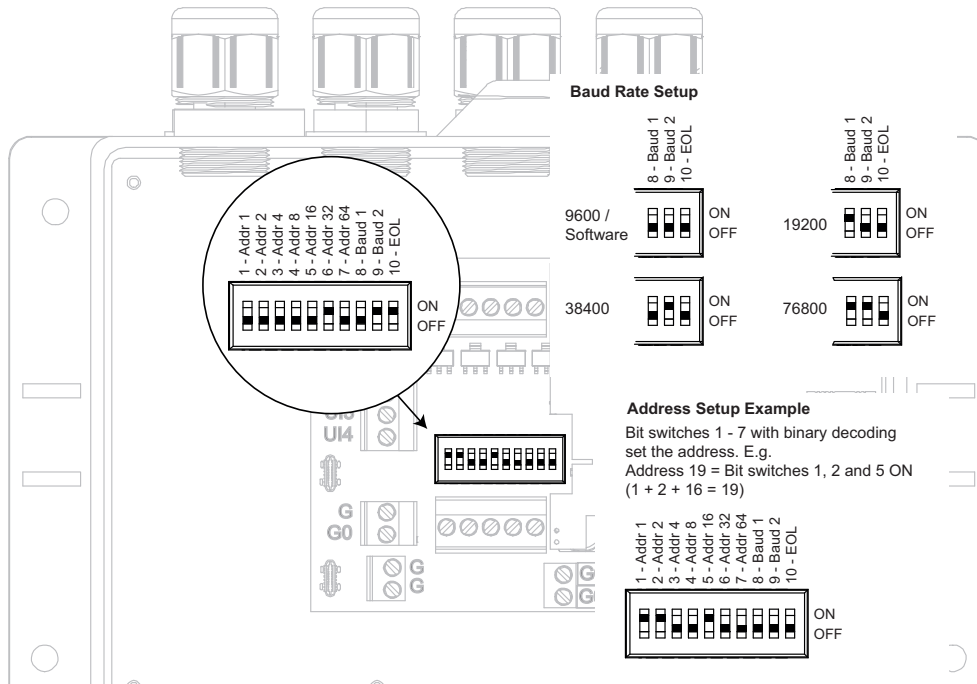 Baud Rate Setup
8 - Baud 1
9 - Baud 2
10 - EOL
9600 /
Software
ON
OFF
8 - Baud 1
9 - Baud 2
10 - EOL
19200
ON
OFF
38400
ON
OFF
76800
ON
OFF
1 - Addr 1
2 - Addr 2
3 - Addr 4
4 - Addr 8
5 - Addr 16
6 - Addr 32
7 - Addr 64
8 - Baud 1
9 - Baud 2
10 - EOL
ON
OFF
UI4
G
G0
G
G
G
Address Setup Example
Bit switches 1 - 7 with binary decoding
set the address. E.g.
Address 19 = Bit switches 1, 2 and 5 ON
(1 + 2 + 16 = 19)
1 - Addr 1
2 - Addr 2
3 - Addr 4
4 - Addr 8
5 - Addr 16
6 - Addr 32
7 - Addr 64
8 - Baud 1
9 - Baud 2
10 - EOL
ON
OFF